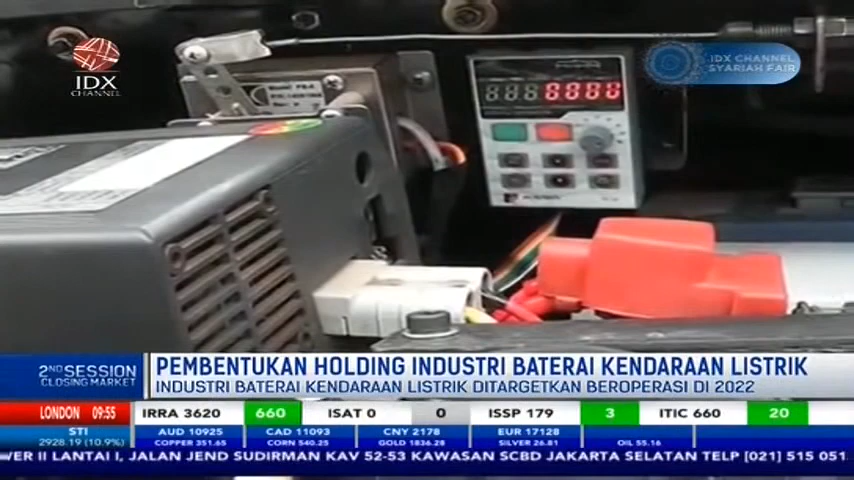 IDX
CHANNEL
IDX CHANNEL
SYARIAH FAIR
2ND SESSION
CLOSING MARKET
PEMBENTUKAN HOLDING INDUSTRI BATERAI KENDARAAN LISTRIK
INDUSTRI BATERAI KENDARAAN LISTRIK DITARGETKAN BEROPERASI DI 2022
LONDON 09:55
IRRA 3620 660 ISAT 0 0 ISSP 179 3 ITIC 660 20
STI
2928.19 (10.9%)
AUD 10925 CAD 11093 CNY 2178 EUR 17128
COPPER 351.65 CORN 540.25 GOLD 1836.28 SILVER 26.81 OIL 55.16
WER II LANTAI I, JALAN JEND SUDIRMAN KAV 52-53 KAWASAN SCBD JAKARTA SELATAN TELP [021] 515 051